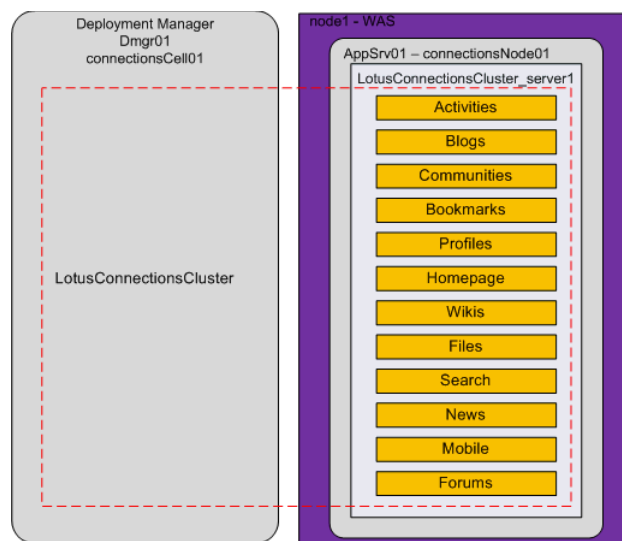 Deployment Manager
Dmgr01
connectionsCell01
LotusConnectionsCluster
node1 - WAS
AppSrv01 – connectionsNode01
LotusConnectionsCluster_server1
Activities
Blogs
Communities
Bookmarks
Profiles
Homepage
Wikis
Files
Search
News
Mobile
Forums